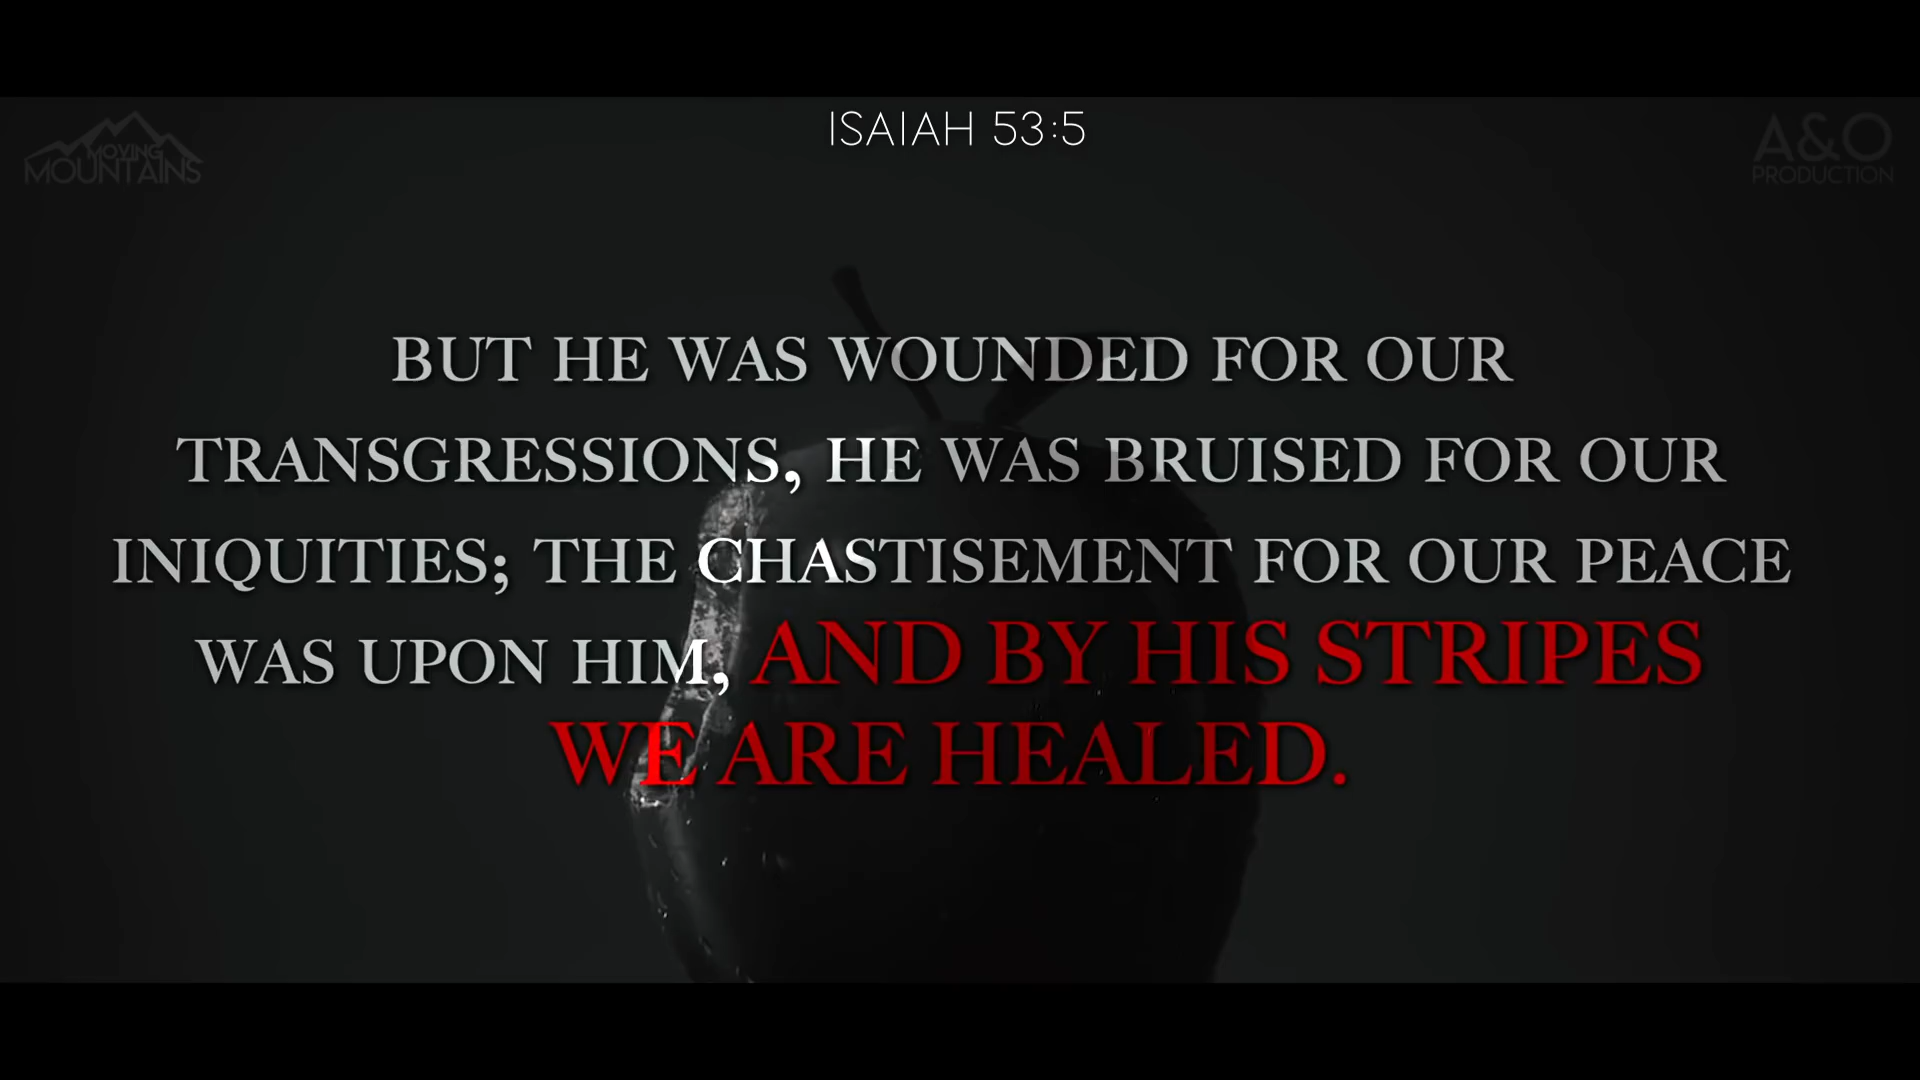 ISAIAH 53:5
MOVING
MOUNTAINS
A&O
PRODUCTION
BUT HE WAS WOUNDED FOR OUR
TRANSGRESSIONS, HE WAS BRUISED FOR OUR
INIQUITIES; THE CHASTISEMENT FOR OUR PEACE
WAS UPON HIM, AND BY HIS STRIPES
WE ARE HEALED.